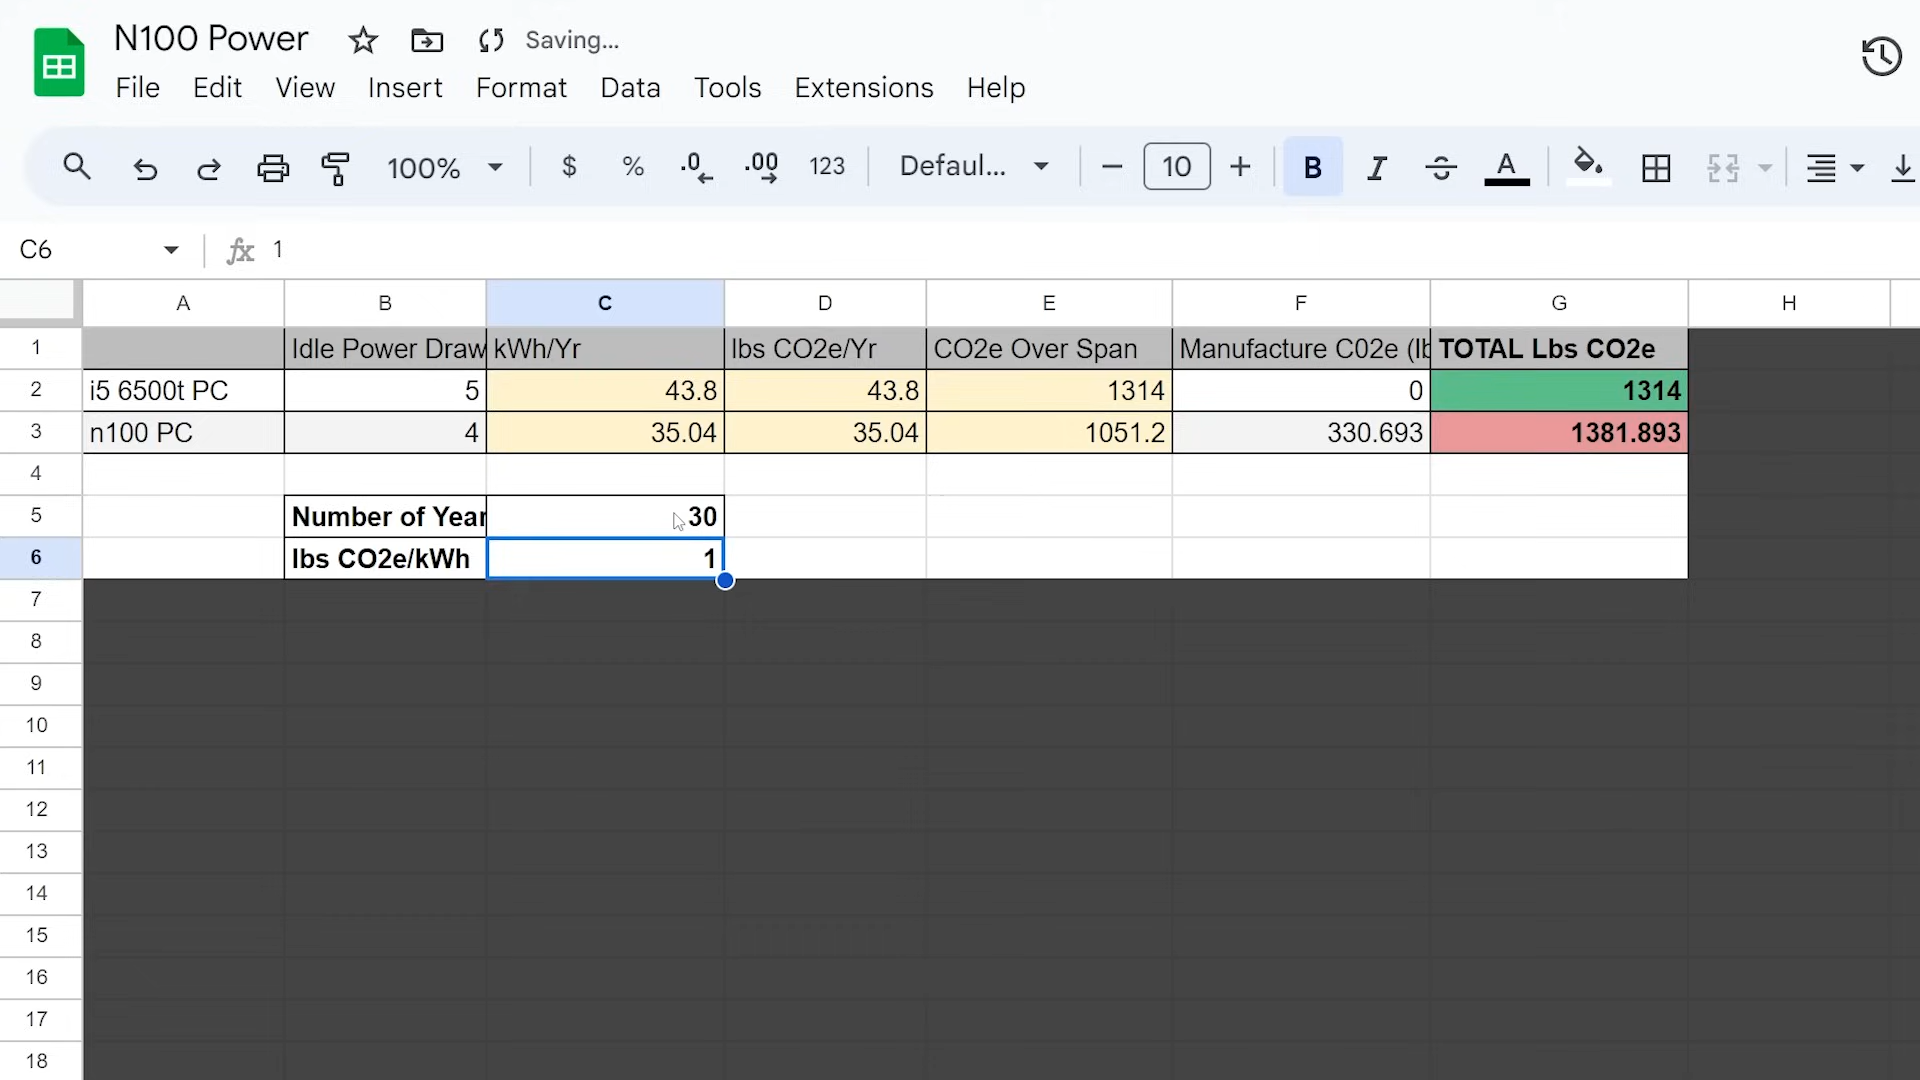 N100 Power Saving...
File Edit View Insert Format Data Tools Extensions Help
100% $ % .0 .00 123 Defaul... 10 B I S A
C6 fx 1
A B C D E F G H
1 Idle Power Draw kWh/Yr lbs CO2e/Yr CO2e Over Span Manufacture C02e (lb TOTAL Lbs CO2e
2 i5 6500t PC 5 43.8 43.8 1314 0 1314
3 n100 PC 4 35.04 35.04 1051.2 330.693 1381.893
4
5 Number of Year 30
6 lbs CO2e/kWh 1
7
8
9
10
11
12
13
14
15
16
17
18